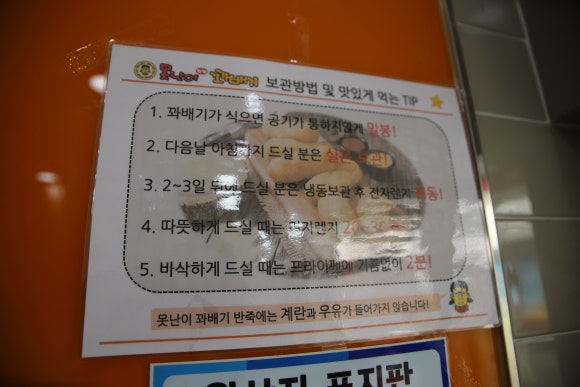 못난이 꽈배기 보관방법 및 맛있게 먹는 TIP
1. 꽈배기가 식으면 공기가 통하지않게 밀봉!
2. 다음날 아침까지 드실 분은 실온보관!
3. 2~3일 뒤에 드실 분은 냉동보관 후 전자렌지 해동!
4. 따뜻하게 드실 때는 전자렌지
5. 바삭하게 드실 때는 프라이팬에 기름없이 2분!
못난이 꽈배기 반죽에는 계란과 우유가 들어가지 않습니다!